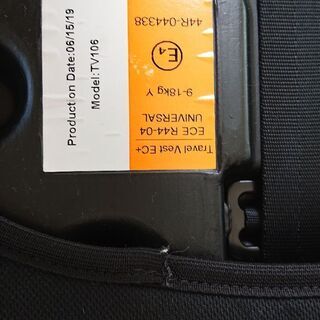 Travel Vest EC+
ECE R44-04
UNIVERSAL
9-18kg Y
E4
44R-044338
Production Date:06/15/19
Model:TV106